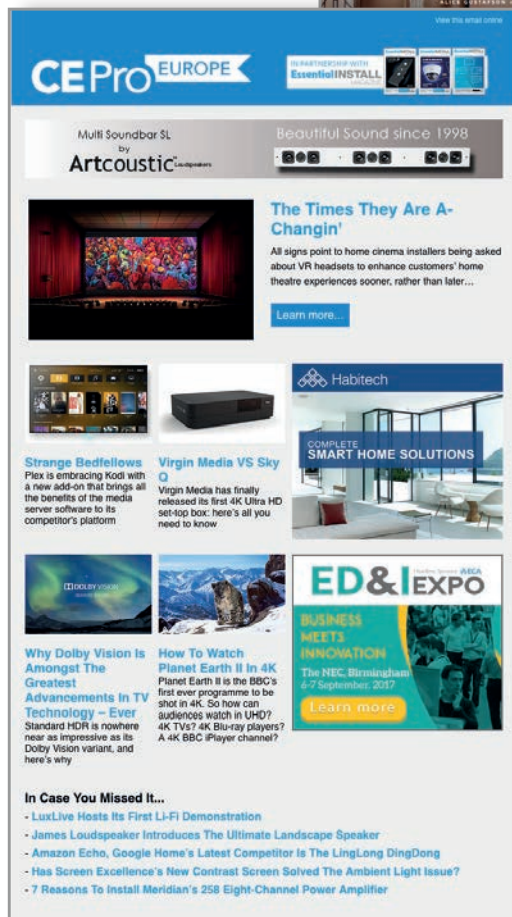 ALICE GUSTAFSON
View this email online
CEPro EUROPE
IN PARTNERSHIP WITH
EssentialINSTALL
MAGAZINE
Multi Soundbar SL
by
Artcoustic Loudspeakers
Beautiful Sound since 1998
The Times They Are A-
Changin'
All signs point to home cinema installers being asked
about VR headsets to enhance customers' home
theatre experiences sooner, rather than later…
Learn more...
Strange Bedfellows
Plex is embracing Kodi with
a new add-on that brings all
the benefits of the media
server software to its
competitor's platform
Virgin Media VS Sky
Q
Virgin Media has finally
released its first 4K Ultra HD
set-top box: here's all you
need to know
Habitech
COMPLETE
SMART HOME SOLUTIONS
DOLBY VISION
Why Dolby Vision Is
Amongst The
Greatest
Advancements In TV
Technology – Ever
Standard HDR is nowhere
near as impressive as its
Dolby Vision variant, and
here's why
How To Watch
Planet Earth II In 4K
Planet Earth II is the BBC's
first ever programme to be
shot in 4K. So how can
audiences watch in UHD?
4K TVs? 4K Blu-ray players?
A 4K BBC iPlayer channel?
ECA
ED&I EXPO
BUSINESS
MEETS
INNOVATION
The NEC, Birmingham
6-7 September, 2017
Learn more
In Case You Missed It...
- LuxLive Hosts Its First Li-Fi Demonstration
- James Loudspeaker Introduces The Ultimate Landscape Speaker
- Amazon Echo, Google Home's Latest Competitor Is The LingLong DingDong
- Has Screen Excellence's New Contrast Screen Solved The Ambient Light Issue?
- 7 Reasons To Install Meridian's 258 Eight-Channel Power Amplifier